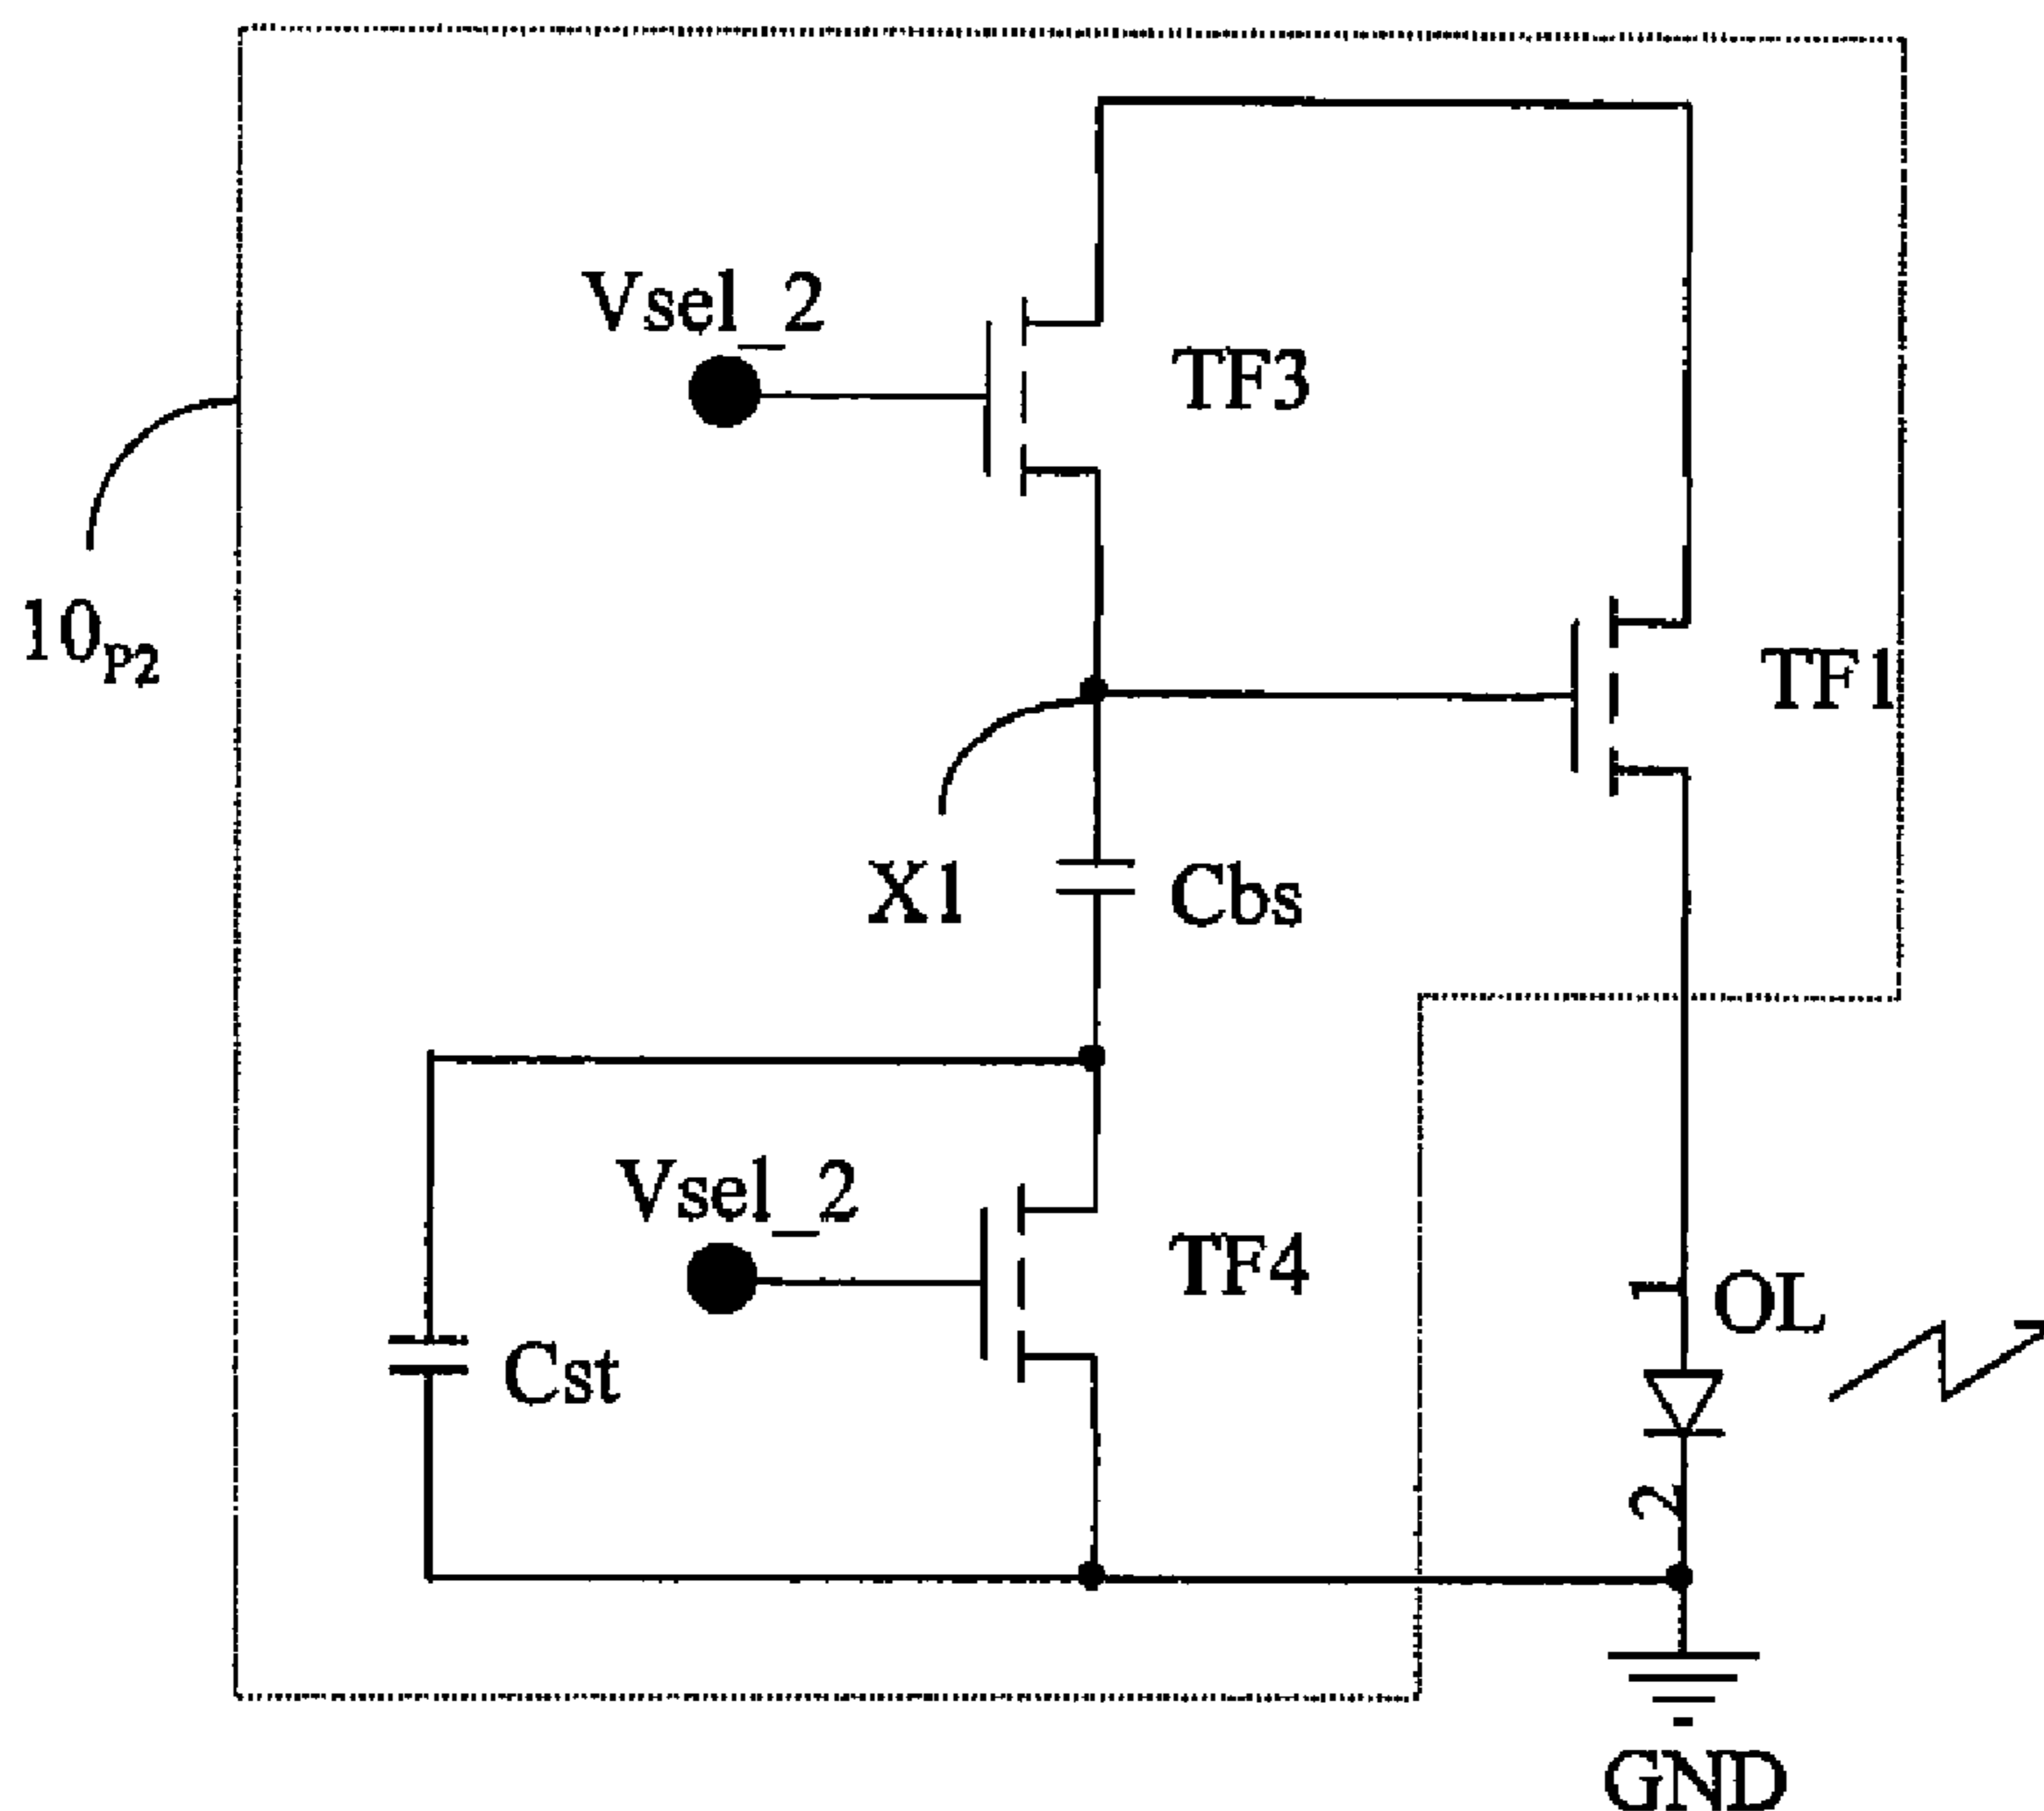 Vsel_2
TF3
10P2
TF1
X1
Cbs
Vsel_2
TF4
1
OL
Cst
2
GND